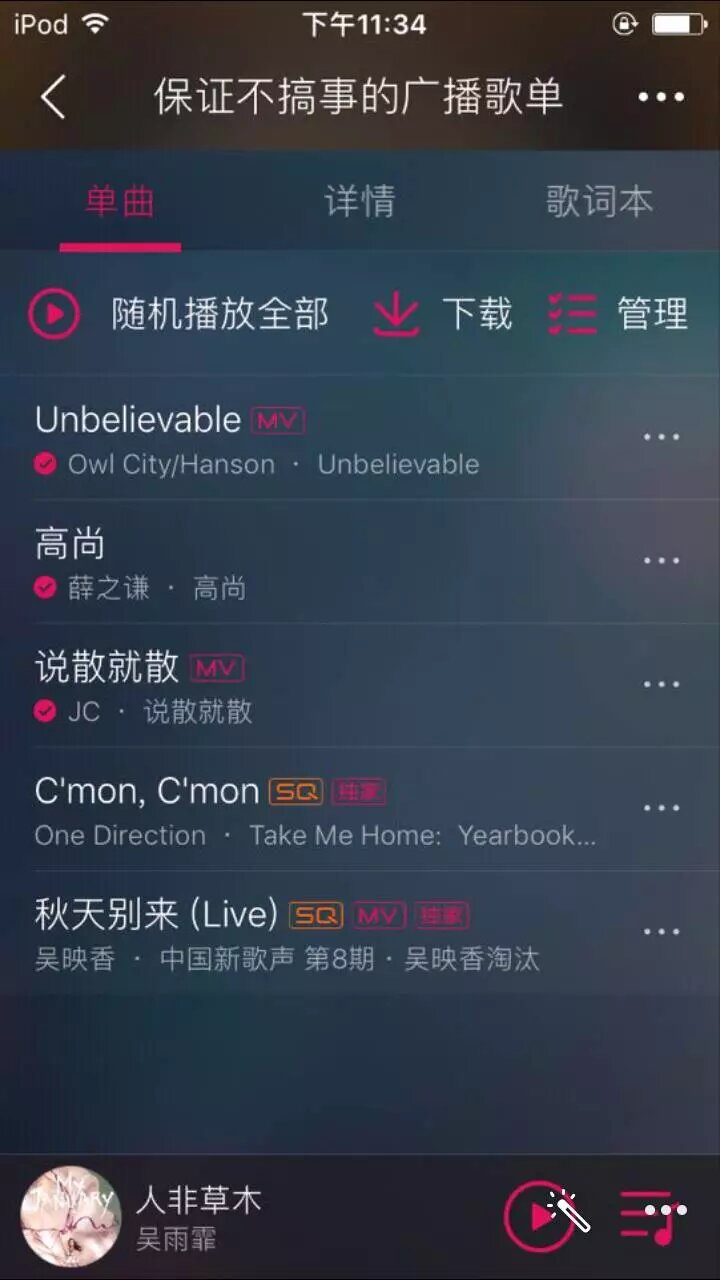 iPod 下午11:34
保证不搞事的广播歌单
单曲 详情 歌词本
随机播放全部 下载 管理
Unbelievable MV
Owl City/Hanson · Unbelievable
高尚
薛之谦 · 高尚
说散就散 MV
JC · 说散就散
C'mon, C'mon SQ 独家
One Direction · Take Me Home: Yearbook...
秋天别来 (Live) SQ MV 独家
吴映香 · 中国新歌声 第8期 · 吴映香淘汰
MY
JANUARY
人非草木
吴雨霏